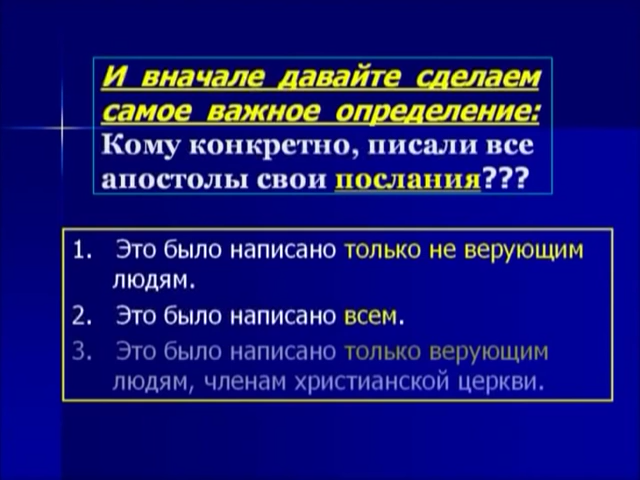 И вначале давайте сделаем
самое важное определение:
Кому конкретно, писали все
апостолы свои послания???
1. Это было написано только не верующим
людям.
2. Это было написано всем.
3. Это было написано только верующим
людям, членам христианской церкви.